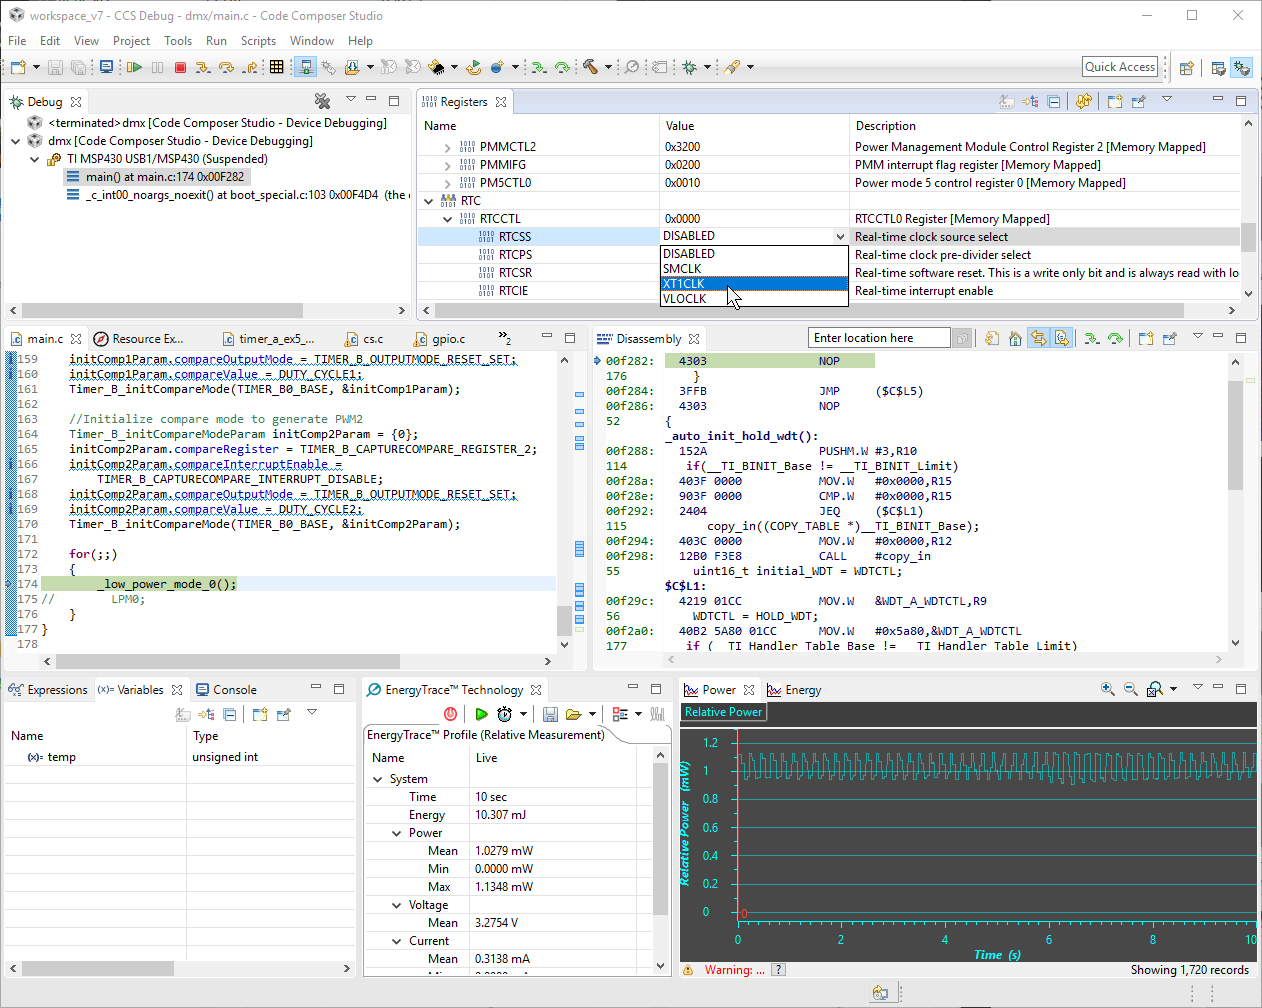 workspace_v7 - CCS Debug - dmx/main.c - Code Composer Studio
File Edit View Project Tools Run Scripts Window Help
Quick Access
Debug
<terminated>dmx [Code Composer Studio - Device Debugging]
dmx [Code Composer Studio - Device Debugging]
TI MSP430 USB1/MSP430 (Suspended)
main() at main.c:174 0x00F282
_c_int00_noargs_noexit() at boot_special.c:103 0x00F4D4 (the
Registers
Name Value Description
PMMCTL2 0x3200 Power Management Module Control Register 2 [Memory Mapped]
PMMIFG 0x0200 PMM interrupt flag register [Memory Mapped]
PM5CTL0 0x0010 Power mode 5 control register 0 [Memory Mapped]
RTC
RTCCTL 0x0000 RTCCTL0 Register [Memory Mapped]
RTCSS DISABLED Real-time clock source select
RTCPS Real-time clock pre-divider select
RTCSR Real-time software reset. This is a write only bit and is always read with lo
RTCIE Real-time interrupt enable
DISABLED
SMCLK
XT1CLK
VLOCLK
main.c Resource Ex... timer_a_ex5_... cs.c gpio.c »2
159 initComp1Param.compareOutputMode = TIMER_B_OUTPUTMODE_RESET_SET;
160 initComp1Param.compareValue = DUTY_CYCLE1;
161 Timer_B_initCompareMode(TIMER_B0_BASE, &initComp1Param);
162
163 //Initialize compare mode to generate PWM2
164 Timer_B_initCompareModeParam initComp2Param = {0};
165 initComp2Param.compareRegister = TIMER_B_CAPTURECOMPARE_REGISTER_2;
166 initComp2Param.compareInterruptEnable =
167 TIMER_B_CAPTURECOMPARE_INTERRUPT_DISABLE;
168 initComp2Param.compareOutputMode = TIMER_B_OUTPUTMODE_RESET_SET;
169 initComp2Param.compareValue = DUTY_CYCLE2;
170 Timer_B_initCompareMode(TIMER_B0_BASE, &initComp2Param);
171
172 for(;;)
173 {
174 _low_power_mode_0();
175 // LPM0;
176 }
177 }
178
Disassembly
Enter location here
00f282: 4303 NOP
176 }
00f284: 3FFB JMP ($C$L5)
00f286: 4303 NOP
52 {
_auto_init_hold_wdt():
00f288: 152A PUSHM.W #3,R10
114 if(__TI_BINIT_Base != __TI_BINIT_Limit)
00f28a: 403F 0000 MOV.W #0x0000,R15
00f28e: 903F 0000 CMP.W #0x0000,R15
00f292: 2404 JEQ ($C$L1)
115 copy_in((COPY_TABLE *)__TI_BINIT_Base);
00f294: 403C 0000 MOV.W #0x0000,R12
00f298: 12B0 F3E8 CALL #copy_in
55 uint16_t initial_WDT = WDTCTL;
$C$L1:
00f29c: 4219 01CC MOV.W &WDT_A_WDTCTL,R9
56 WDTCTL = HOLD_WDT;
00f2a0: 40B2 5A80 01CC MOV.W #0x5a80,&WDT_A_WDTCTL
177 if (__TI_Handler_Table_Base != __TI_Handler_Table_Limit)
Expressions Variables Console
Name Type
(x)= temp unsigned int
EnergyTrace™ Technology
EnergyTrace™ Profile (Relative Measurement)
Name Live
System
Time 10 sec
Energy 10.307 mJ
Power
Mean 1.0279 mW
Min 0.0000 mW
Max 1.1348 mW
Voltage
Mean 3.2754 V
Current
Mean 0.3138 mA
Power Energy
Relative Power
Relative Power (mW)
1.2
1
0.8
0.6
0.4
0.2
0
0
0 2 4 6 8 10
Time (s)
Warning: ... ?
Showing 1,720 records